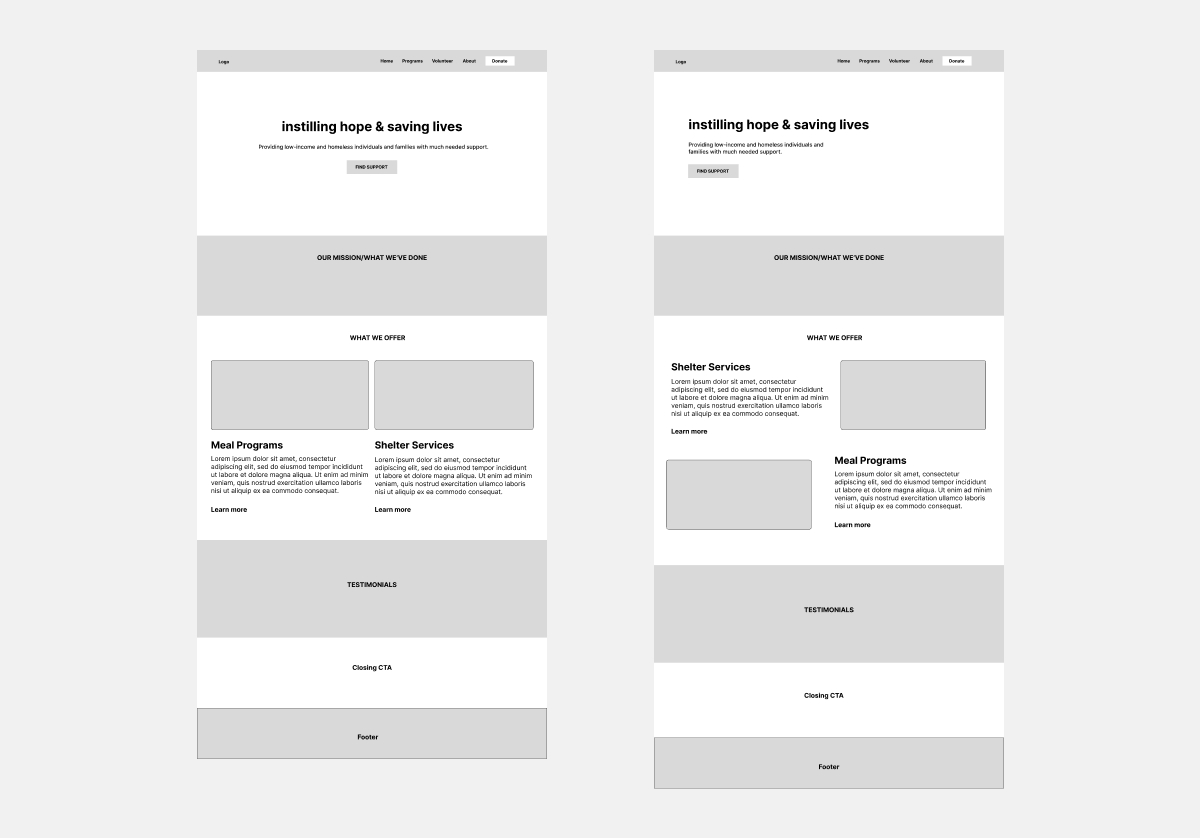 Logo
Home Programs Volunteer About Donate
instilling hope & saving lives
Providing low-income and homeless individuals and families with much needed support.
FIND SUPPORT
OUR MISSION/WHAT WE'VE DONE
WHAT WE OFFER
Meal Programs
Lorem ipsum dolor sit amet, consectetur
adipiscing elit, sed do eiusmod tempor incididunt
ut labore et dolore magna aliqua. Ut enim ad minim
veniam, quis nostrud exercitation ullamco laboris
nisi ut aliquip ex ea commodo consequat.
Learn more
Shelter Services
Lorem ipsum dolor sit amet, consectetur
adipiscing elit, sed do eiusmod tempor incididunt
ut labore et dolore magna aliqua. Ut enim ad minim
veniam, quis nostrud exercitation ullamco laboris
nisi ut aliquip ex ea commodo consequat.
Learn more
TESTIMONIALS
Closing CTA
Footer
Logo
Home Programs Volunteer About Donate
instilling hope & saving lives
Providing low-income and homeless individuals and
families with much needed support.
FIND SUPPORT
OUR MISSION/WHAT WE'VE DONE
WHAT WE OFFER
Shelter Services
Lorem ipsum dolor sit amet, consectetur
adipiscing elit, sed do eiusmod tempor incididunt
ut labore et dolore magna aliqua. Ut enim ad minim
veniam, quis nostrud exercitation ullamco laboris
nisi ut aliquip ex ea commodo consequat.
Learn more
Meal Programs
Lorem ipsum dolor sit amet, consectetur
adipiscing elit, sed do eiusmod tempor incididunt
ut labore et dolore magna aliqua. Ut enim ad minim
veniam, quis nostrud exercitation ullamco laboris
nisi ut aliquip ex ea commodo consequat.
Learn more
TESTIMONIALS
Closing CTA
Footer